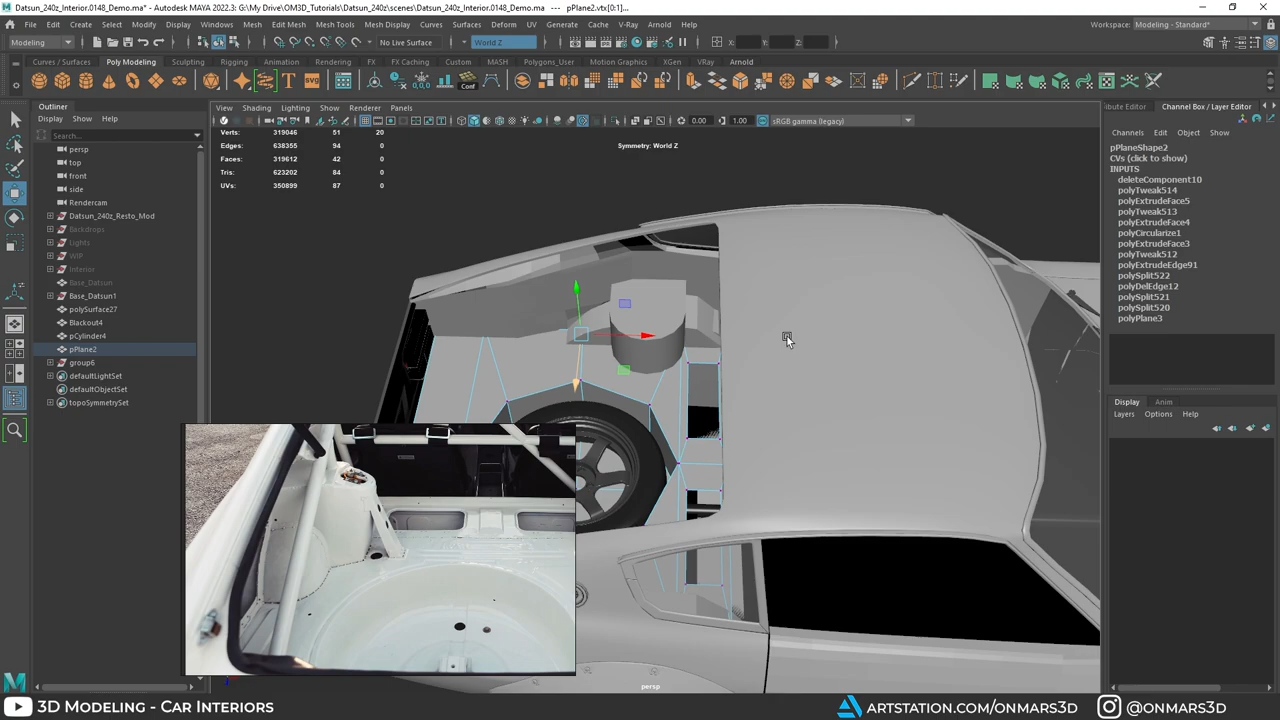 Datsun_240z_Interior.0148_Demo.ma* - Autodesk MAYA 2022.3: G:\My Drive\OM3D_Tutorials\Datsun_240z\scenes\Datsun_240z_Interior.0148_Demo.ma --- pPlane2.vtx[0:1]...
File Edit Create Select Modify Display Windows Mesh Edit Mesh Mesh Tools Mesh Display Curves Surfaces Deform UV Generate Cache V-Ray Arnold Help
Workspace: Modeling - Standard*
Modeling No Live Surface World Z X: Y: Z:
Curves / Surfaces Poly Modeling Sculpting Rigging Animation Rendering FX FX Caching Custom MASH Polygons_User Motion Graphics XGen VRay Arnold
SVG Conf 0,0,0
Outliner
Display Show Help
Search...
persp
top
front
side
Rendercam
Datsun_240z_Resto_Mod
Backdrops
Lights
WIP
Interior
Base_Datsun
Base_Datsun1
polySurface27
Blackout4
pCylinder4
pPlane2
group6
defaultLightSet
defaultObjectSet
topoSymmetrySet
View Shading Lighting Show Renderer Panels
0.00 1.00 sRGB gamma (legacy)
Verts: 319046 51 20
Edges: 638355 94 0
Faces: 319612 42 0
Tris: 623202 84 0
UVs: 350899 87 0
Symmetry: World Z
persp
bute Editor Channel Box / Layer Editor
Channels Edit Object Show
pPlaneShape2
CVs (click to show)
INPUTS
deleteComponent10
polyTweak514
polyExtrudeFace5
polyTweak513
polyExtrudeFace4
polyCircularize1
polyExtrudeFace3
polyTweak512
polyExtrudeEdge91
polySplit522
polyDelEdge12
polySplit521
polySplit520
polyPlane3
Display Anim
Layers Options Help
3D Modeling - Car Interiors
ARTSTATION.COM/ONMARS3D
@ONMARS3D